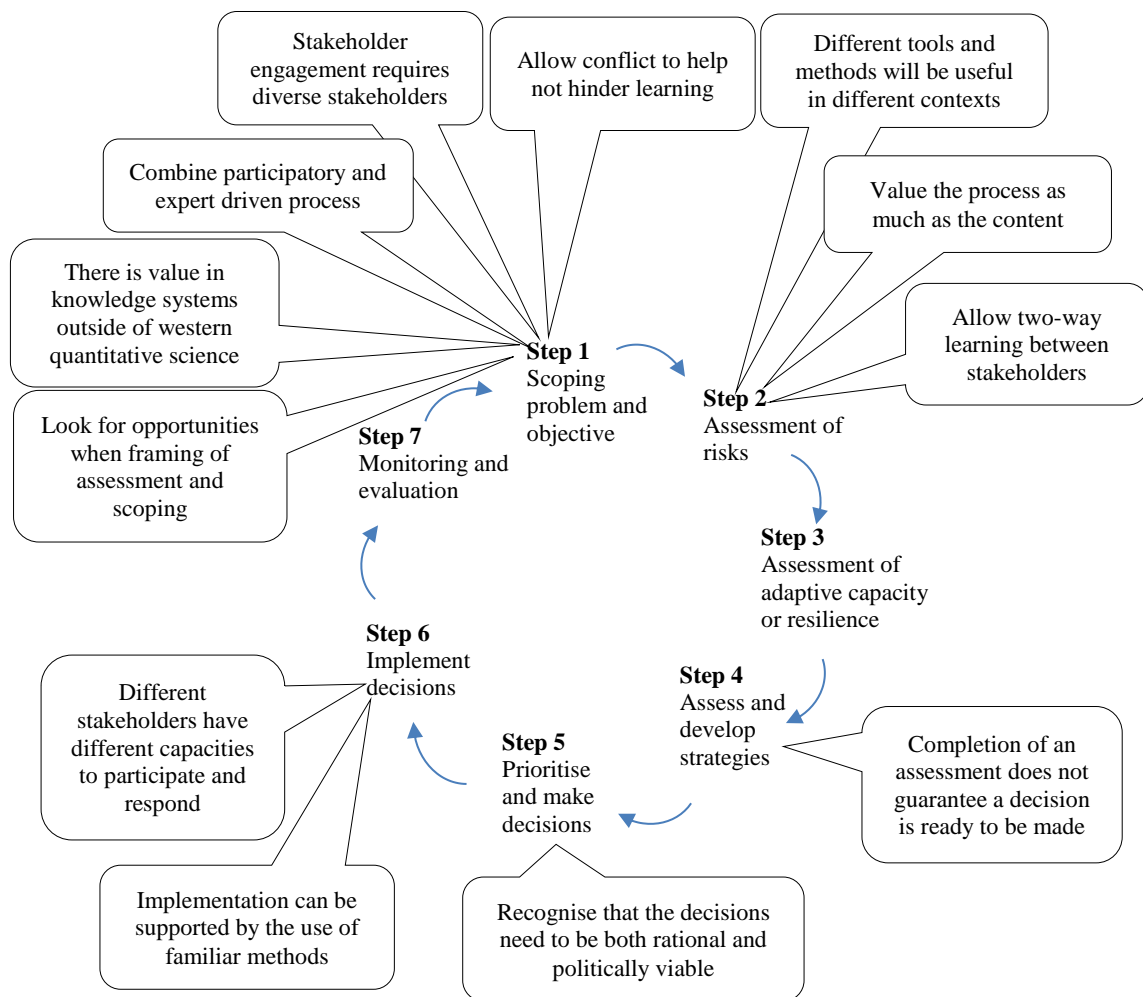 Stakeholder
engagement requires
diverse stakeholders
Allow conflict to help
not hinder learning
Different tools and
methods will be useful
in different contexts
Combine participatory and
expert driven process
Value the process as
much as the content
There is value in
knowledge systems
outside of western
quantitative science
Allow two-way
learning between
stakeholders
Look for opportunities
when framing of
assessment and
scoping
Step 1
Scoping
problem and
objective
Step 2
Assessment of
risks
Step 3
Assessment of
adaptive capacity
or resilience
Step 4
Assess and
develop
strategies
Completion of an
assessment does not
guarantee a decision
is ready to be made
Step 5
Prioritise
and make
decisions
Recognise that the decisions
need to be both rational and
politically viable
Step 6
Implement
decisions
Different
stakeholders have
different capacities
to participate and
respond
Implementation can be
supported by the use of
familiar methods
Step 7
Monitoring and
evaluation